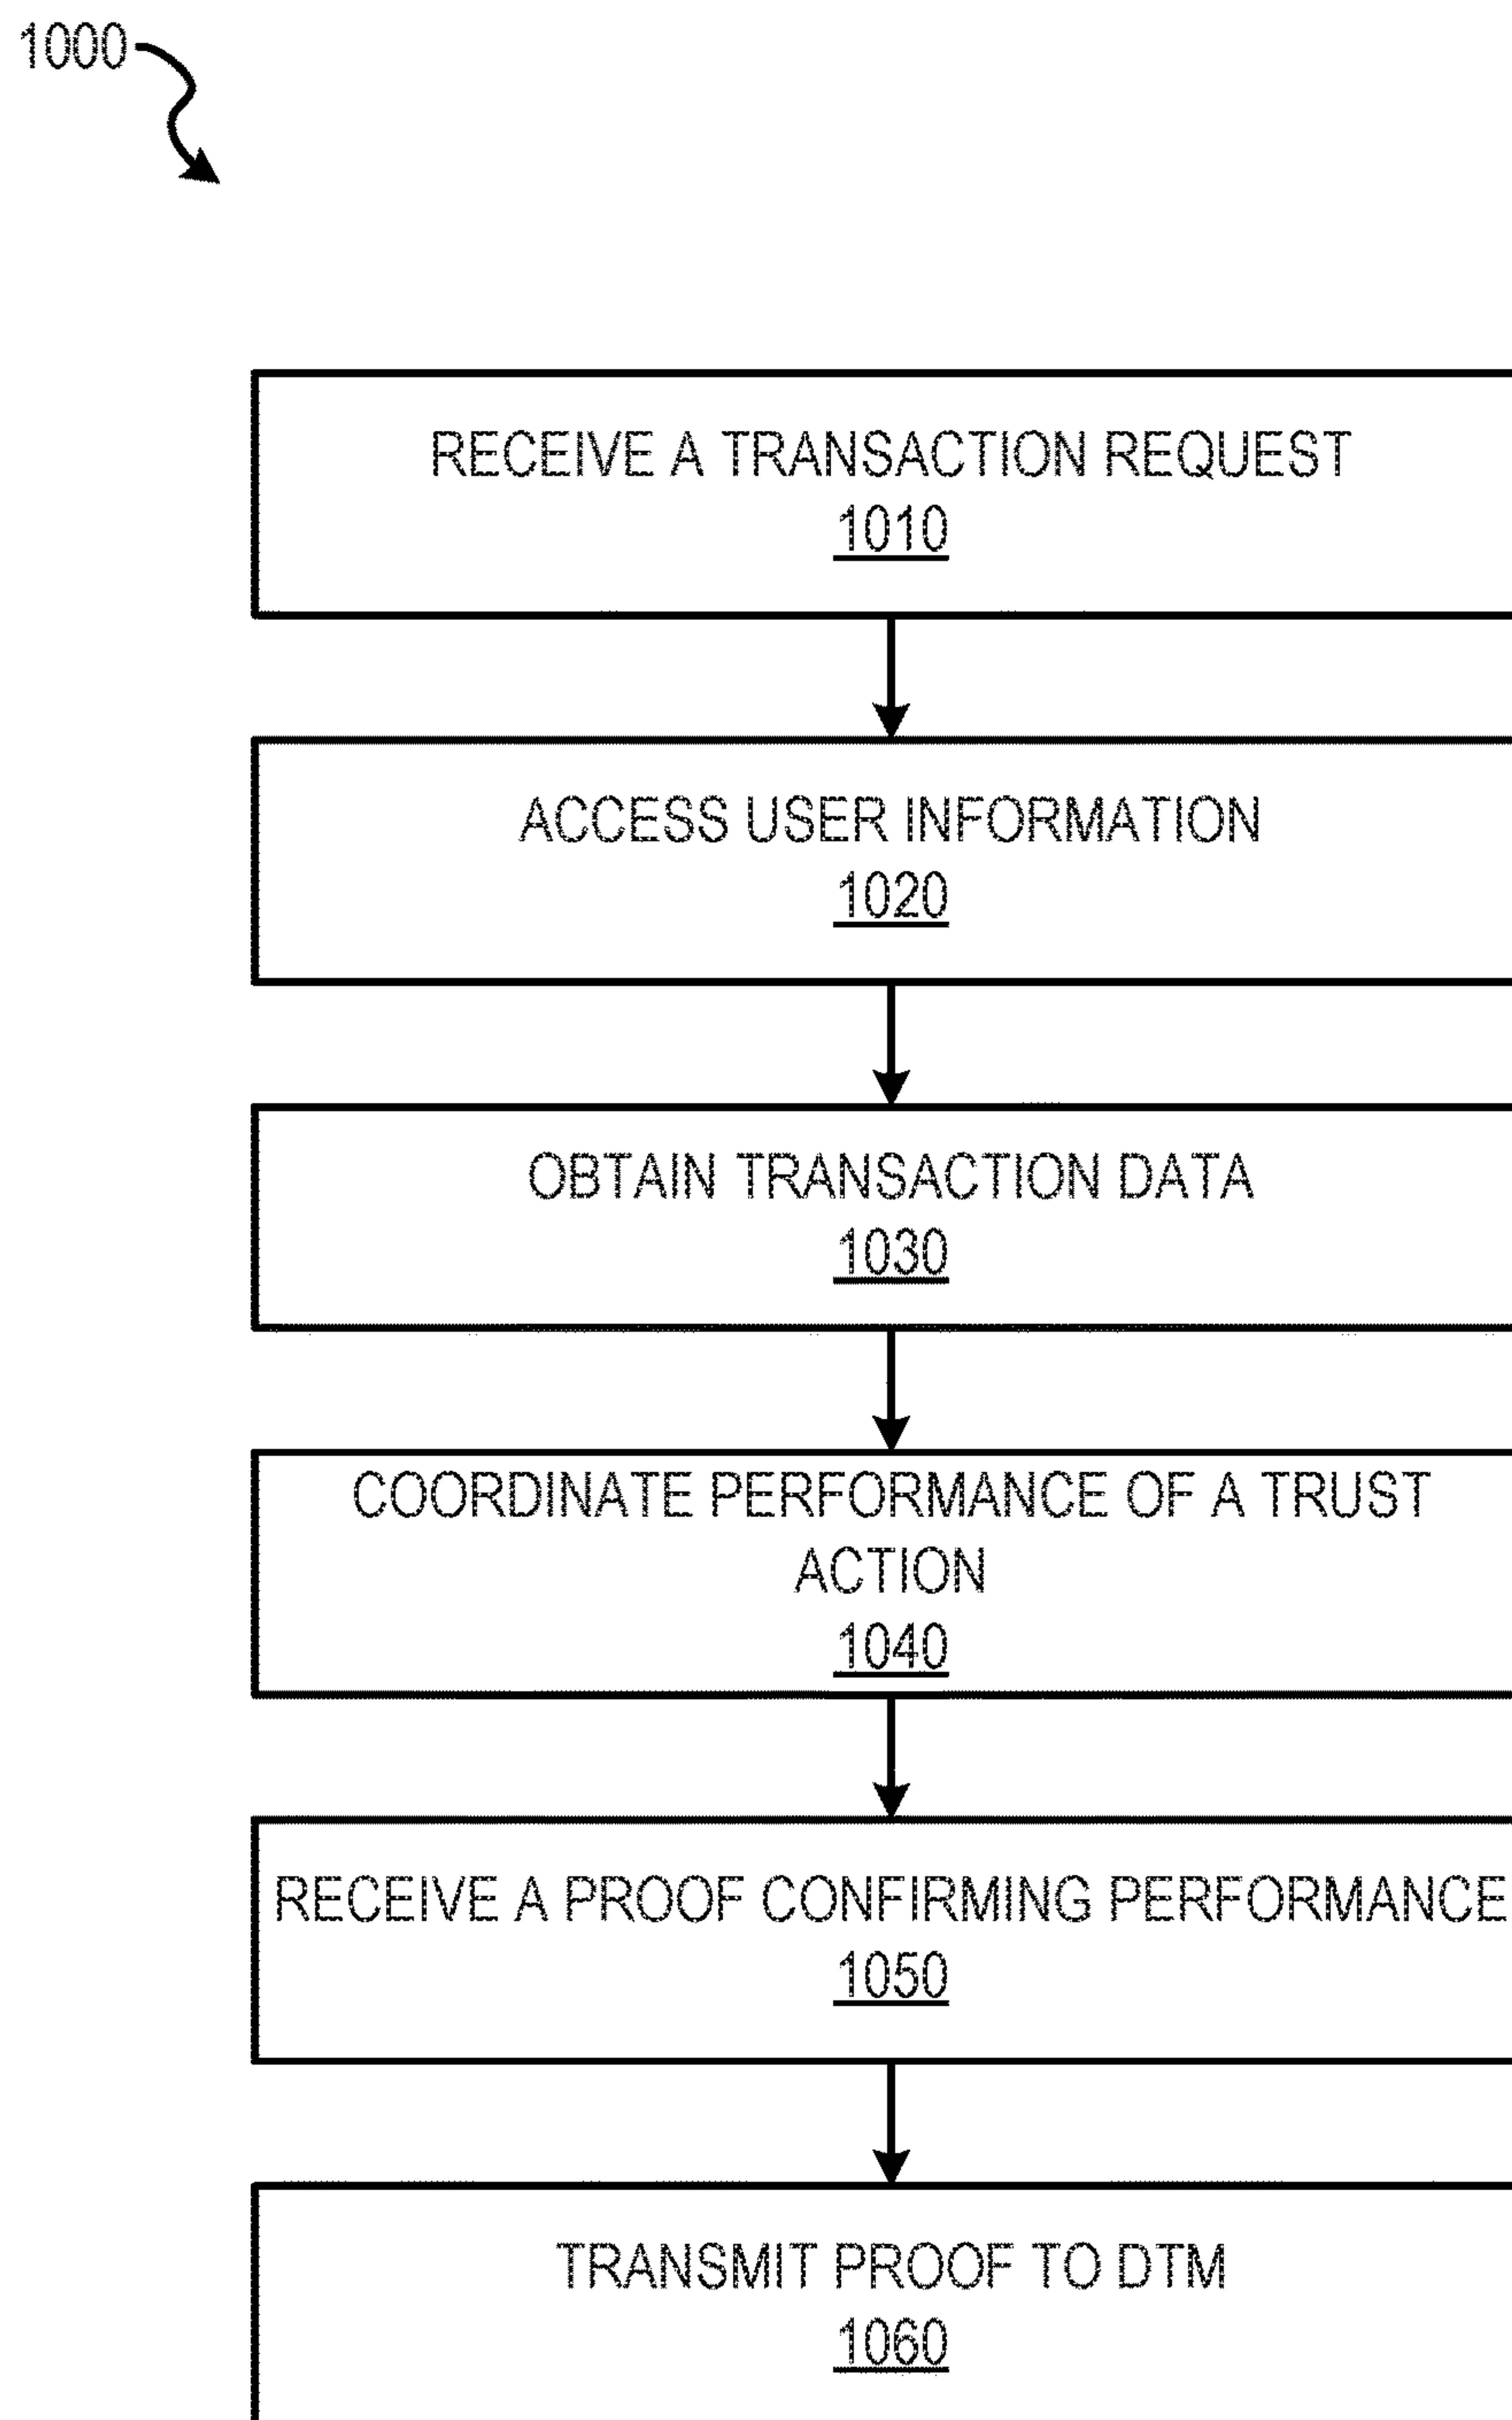 1000
RECEIVE A TRANSACTION REQUEST
1010
ACCESS USER INFORMATION
1020
OBTAIN TRANSACTION DATA
1030
COORDINATE PERFORMANCE OF A TRUST
ACTION
1040
RECEIVE A PROOF CONFIRMING PERFORMANCE
1050
TRANSMIT PROOF TO DTM
1060